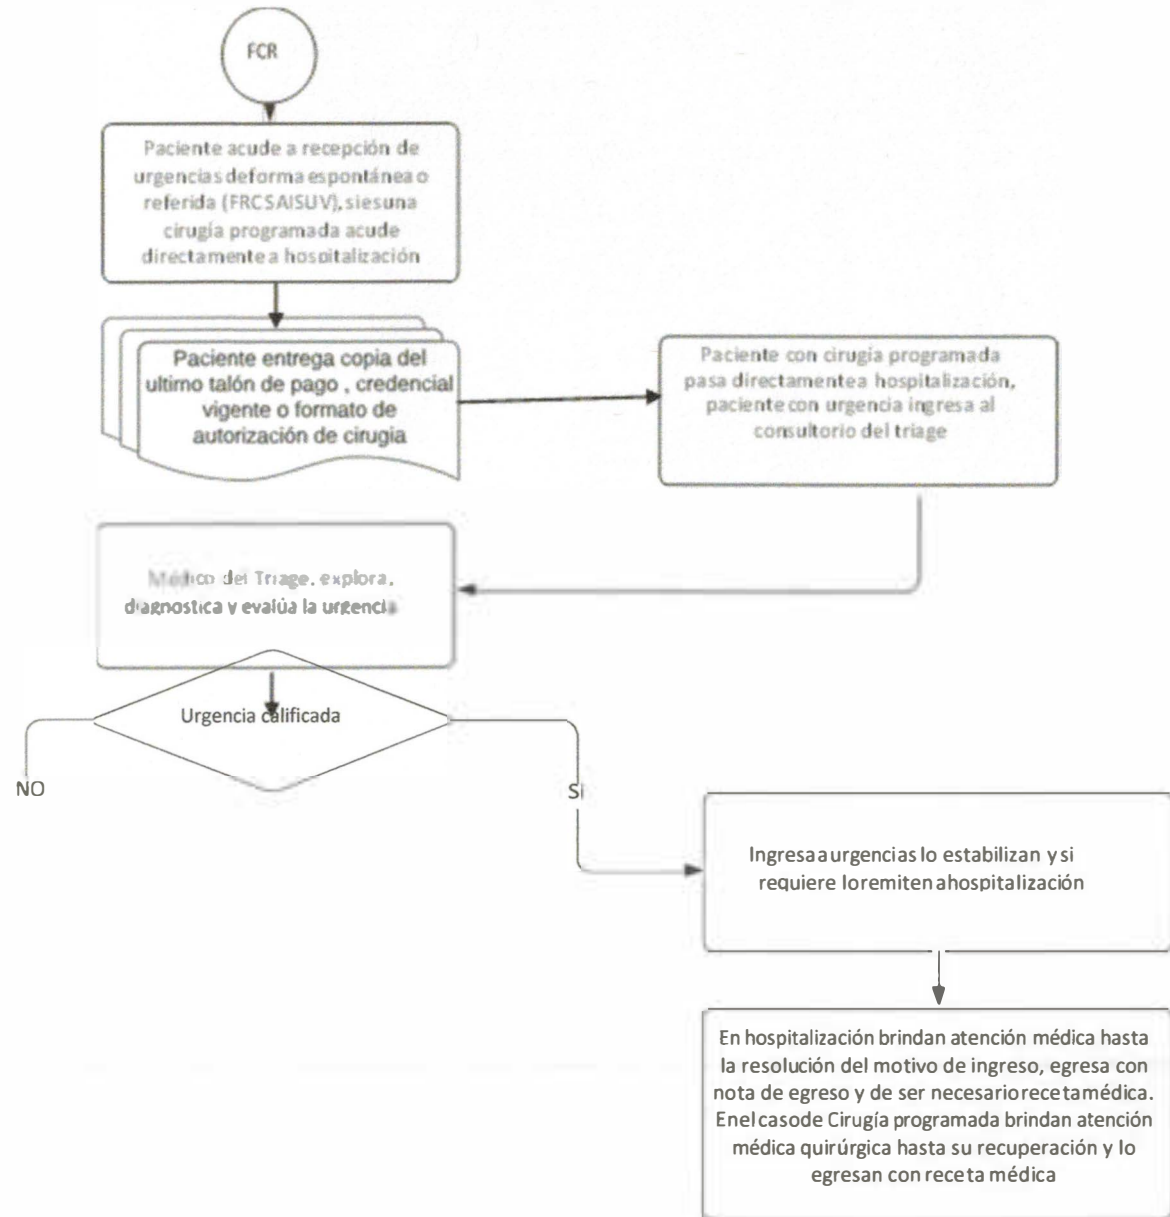 FCR
Paciente acude a recepción de
urgencias deforma espontánea o
referida (FRCSAISUV), siesuna
cirugía programada acude
directamente a hospitalización
Paciente entrega copia del
ultimo talón de pago , credencial
vigente o formato de
autorización de cirugia
Paciente con cirugía programada
pasa directamentea hospitalización,
paciente con urgencia ingresa al
consultorio del triage
Médico del Triage, explora,
diagnostica y evalúa la urgencia
Urgencia calificada
NO
Si
Ingresaaurgencias lo estabilizan y si
requiere loremiten ahospitalización
En hospitalización brindan atención médica hasta
la resolución del motivo de ingreso, egresa con
nota de egreso y de ser necesariorecetamédica.
Enel casode Cirugía programada brindan atención
médica quirúrgica hasta su recuperación y lo
egresan con receta médica